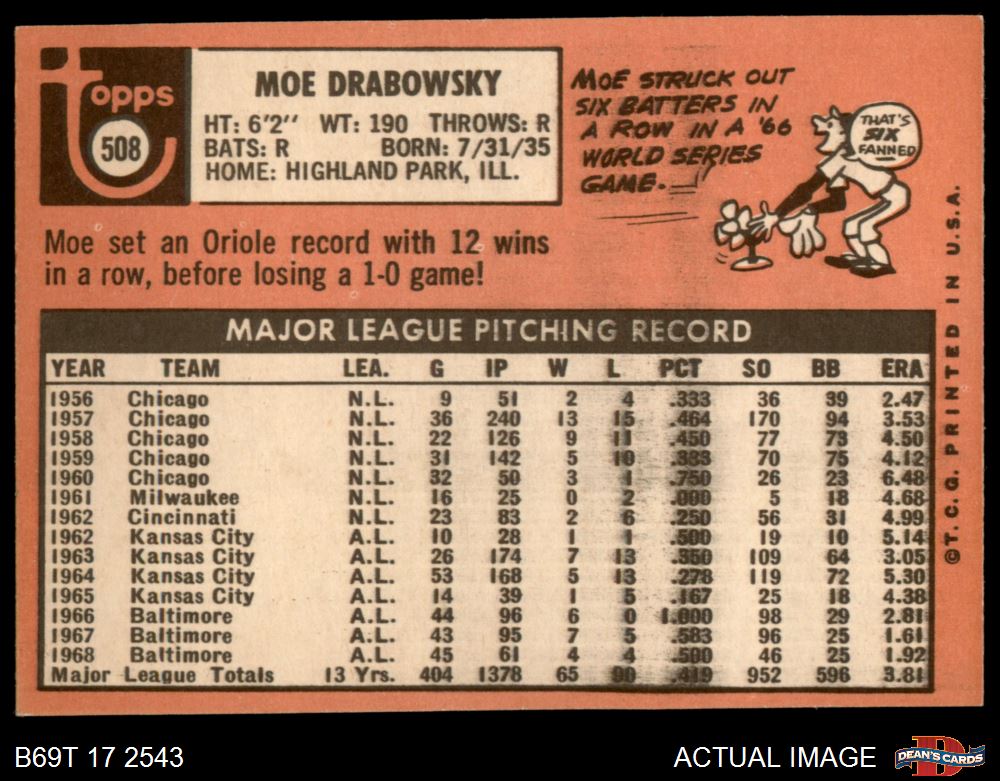 Topps
508
MOE DRABOWSKY
HT: 6'2" WT: 190 THROWS: R
BATS: R BORN: 7/31/35
HOME: HIGHLAND PARK, ILL.
MOE STRUCK OUT
SIX BATTERS IN
A ROW IN A '66
WORLD SERIES
GAME.
THAT'S
SIX
FANNED
Moe set an Oriole record with 12 wins
in a row, before losing a 1-0 game!
MAJOR LEAGUE PITCHING RECORD
YEAR TEAM LEA. G IP W L PCT SO BB ERA
1956 Chicago N.L. 9 51 2 4 .333 36 39 2.47
1957 Chicago N.L. 36 240 13 15 .464 170 94 3.53
1958 Chicago N.L. 22 126 9 11 .450 77 73 4.50
1959 Chicago N.L. 31 142 5 10 .333 70 75 4.12
1960 Chicago N.L. 32 50 3 1 .750 26 23 6.48
1961 Milwaukee N.L. 16 25 0 2 .000 5 18 4.68
1962 Cincinnati N.L. 23 83 2 6 .250 56 31 4.99
1962 Kansas City A.L. 10 28 1 1 .500 19 10 5.14
1963 Kansas City A.L. 26 174 7 13 .350 109 64 3.05
1964 Kansas City A.L. 53 168 5 13 .278 119 72 5.30
1965 Kansas City A.L. 14 39 1 5 .167 25 18 4.38
1966 Baltimore A.L. 44 96 6 0 1.000 98 29 2.81
1967 Baltimore A.L. 43 95 7 5 .583 96 25 1.61
1968 Baltimore A.L. 45 61 4 4 .500 46 25 1.92
Major League Totals 13 Yrs. 404 1378 65 90 .419 952 596 3.81
©T.C.G. PRINTED IN U.S.A.
B69T 17 2543
ACTUAL IMAGE
DEAN'S CARDS